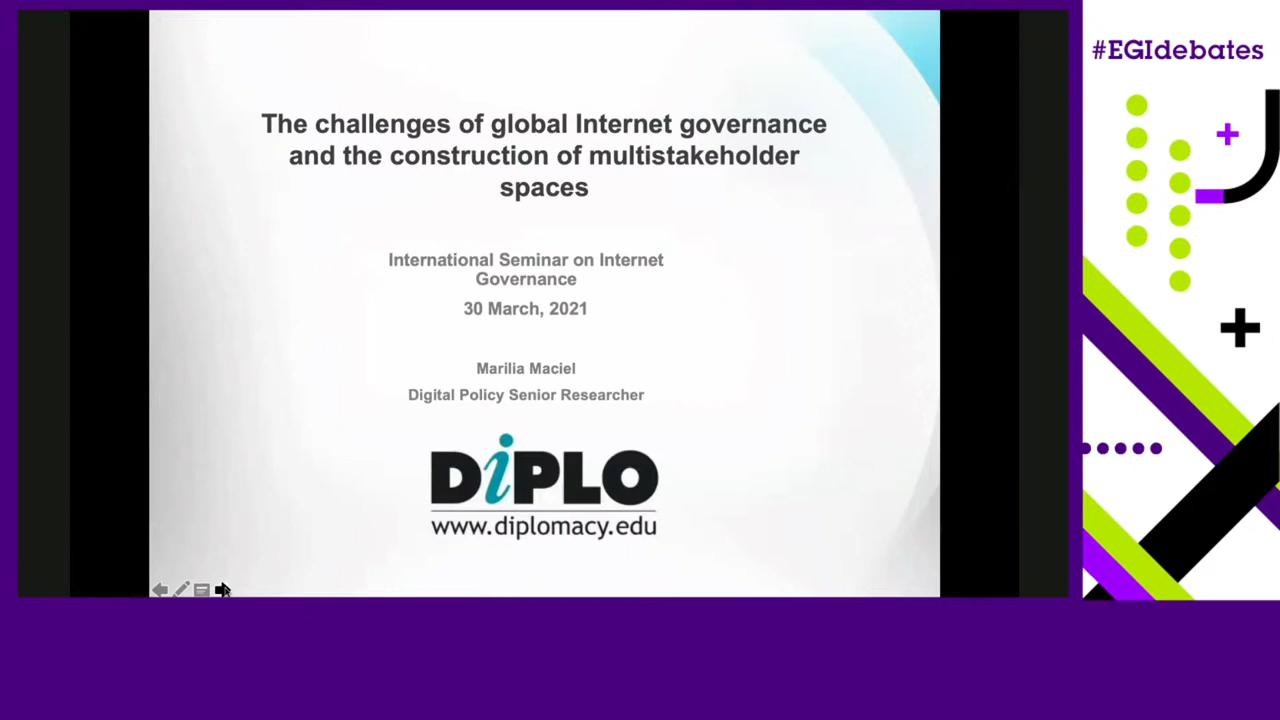 #EGIdebates
The challenges of global Internet governance
and the construction of multistakeholder
spaces
International Seminar on Internet
Governance
30 March, 2021
Marilia Maciel
Digital Policy Senior Researcher
DiPLO
www.diplomacy.edu